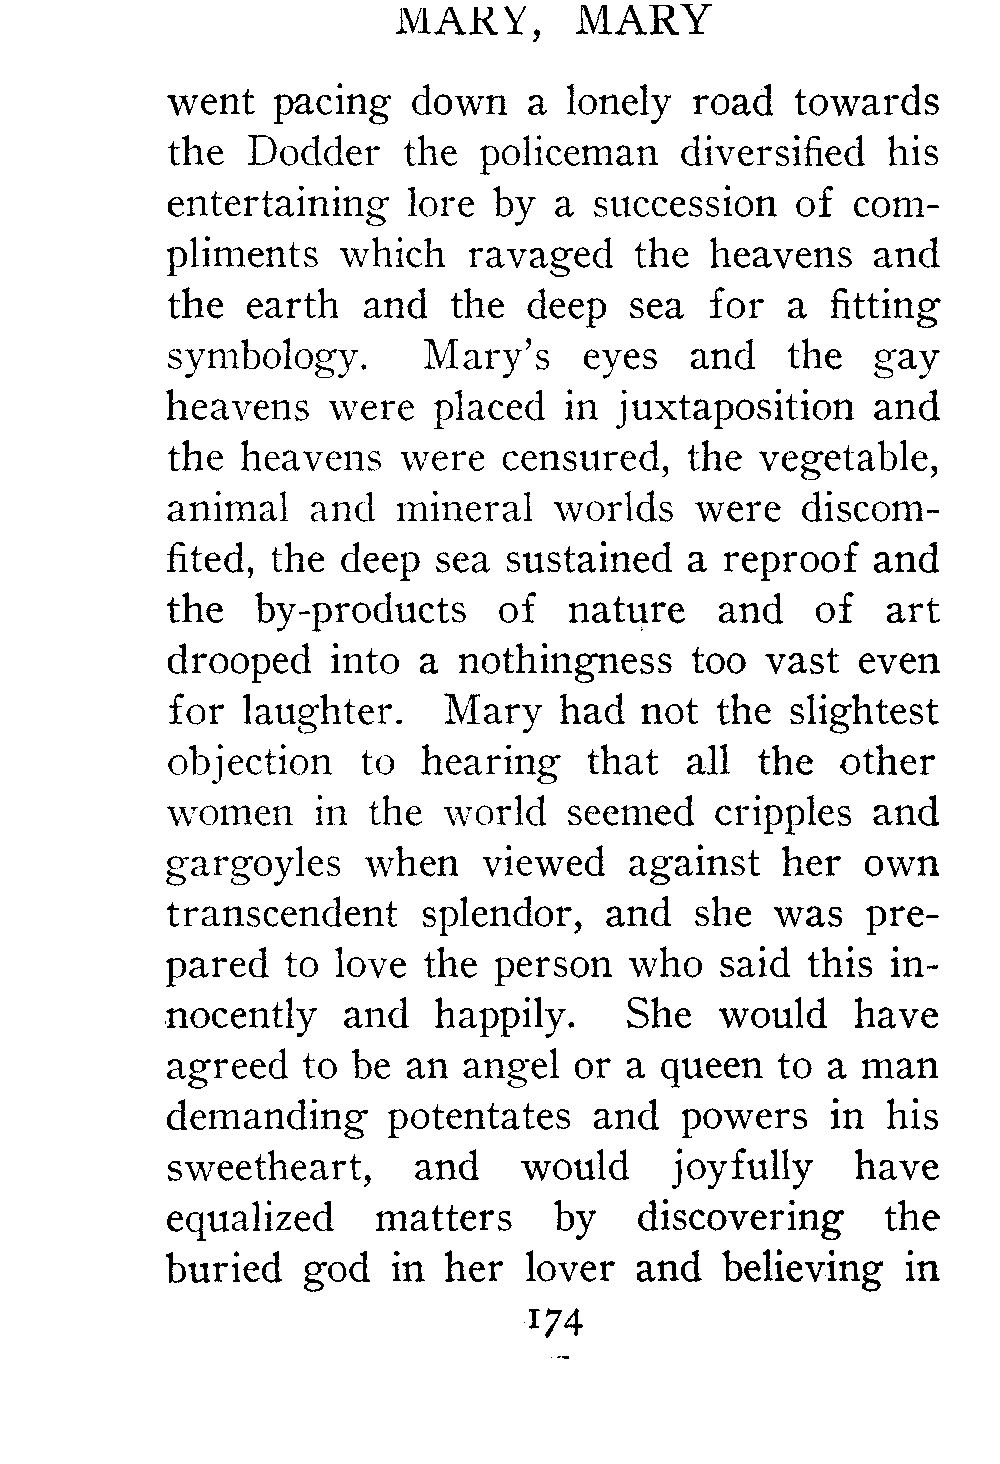 MARY, MARY
went pacing down a lonely road towards
the Dodder the policeman diversified his
entertaining lore by a succession of com-
pliments which ravaged the heavens and
the earth and the deep sea for a fitting
symbology. Mary's eyes and the gay
heavens were placed in juxtaposition and
the heavens were censured, the vegetable,
animal and mineral worlds were discom-
fited, the deep sea sustained a reproof and
the by-products of nature and of art
drooped into a nothingness too vast even
for laughter. Mary had not the slightest
objection to hearing that all the other
women in the world seemed cripples and
gargoyles when viewed against her own
transcendent splendor, and she was pre-
pared to love the person who said this in-
nocently and happily. She would have
agreed to be an angel or a queen to a man
demanding potentates and powers in his
sweetheart, and would joyfully have
equalized matters by discovering the
buried god in her lover and believing in
174